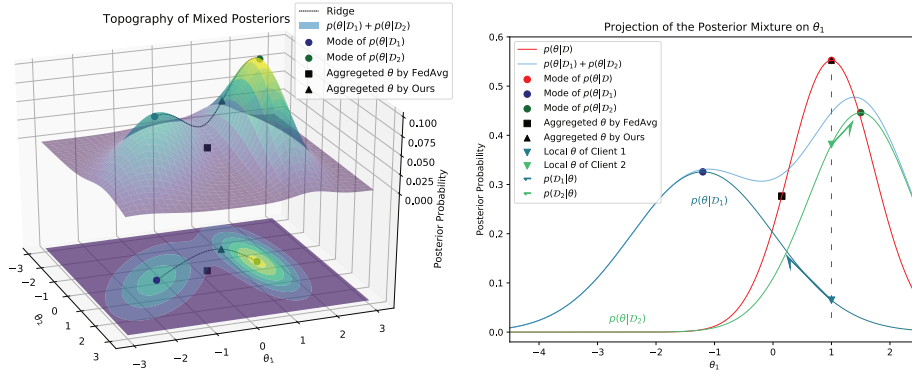 Topography of Mixed Posteriors
Ridge
p(θ|𝒟₁) + p(θ|𝒟₂)
Mode of p(θ|𝒟₁)
Mode of p(θ|𝒟₂)
Aggregeted θ by FedAvg
Aggregeted θ by Ours
0.100
0.075
0.050
0.025
0.000
Posterior Probability
−3
−2
−1
0
1
2
3
θ₂
−3
−2
−1
0
1
2
3
θ₁
Projection of the Posterior Mixture on θ₁
p(θ|𝒟)
p(θ|𝒟₁) + p(θ|𝒟₂)
Mode of p(θ|𝒟)
Mode of p(θ|𝒟₁)
Mode of p(θ|𝒟₂)
Aggregeted θ by FedAvg
Aggregeted θ by Ours
Local θ of Client 1
Local θ of Client 2
p(𝒟₁|θ)
p(𝒟₂|θ)
p(θ|𝒟₁)
p(θ|𝒟₂)
0.6
0.5
0.4
0.3
0.2
0.1
0.0
Posterior Probability
−4
−3
−2
−1
0
1
2
θ₁